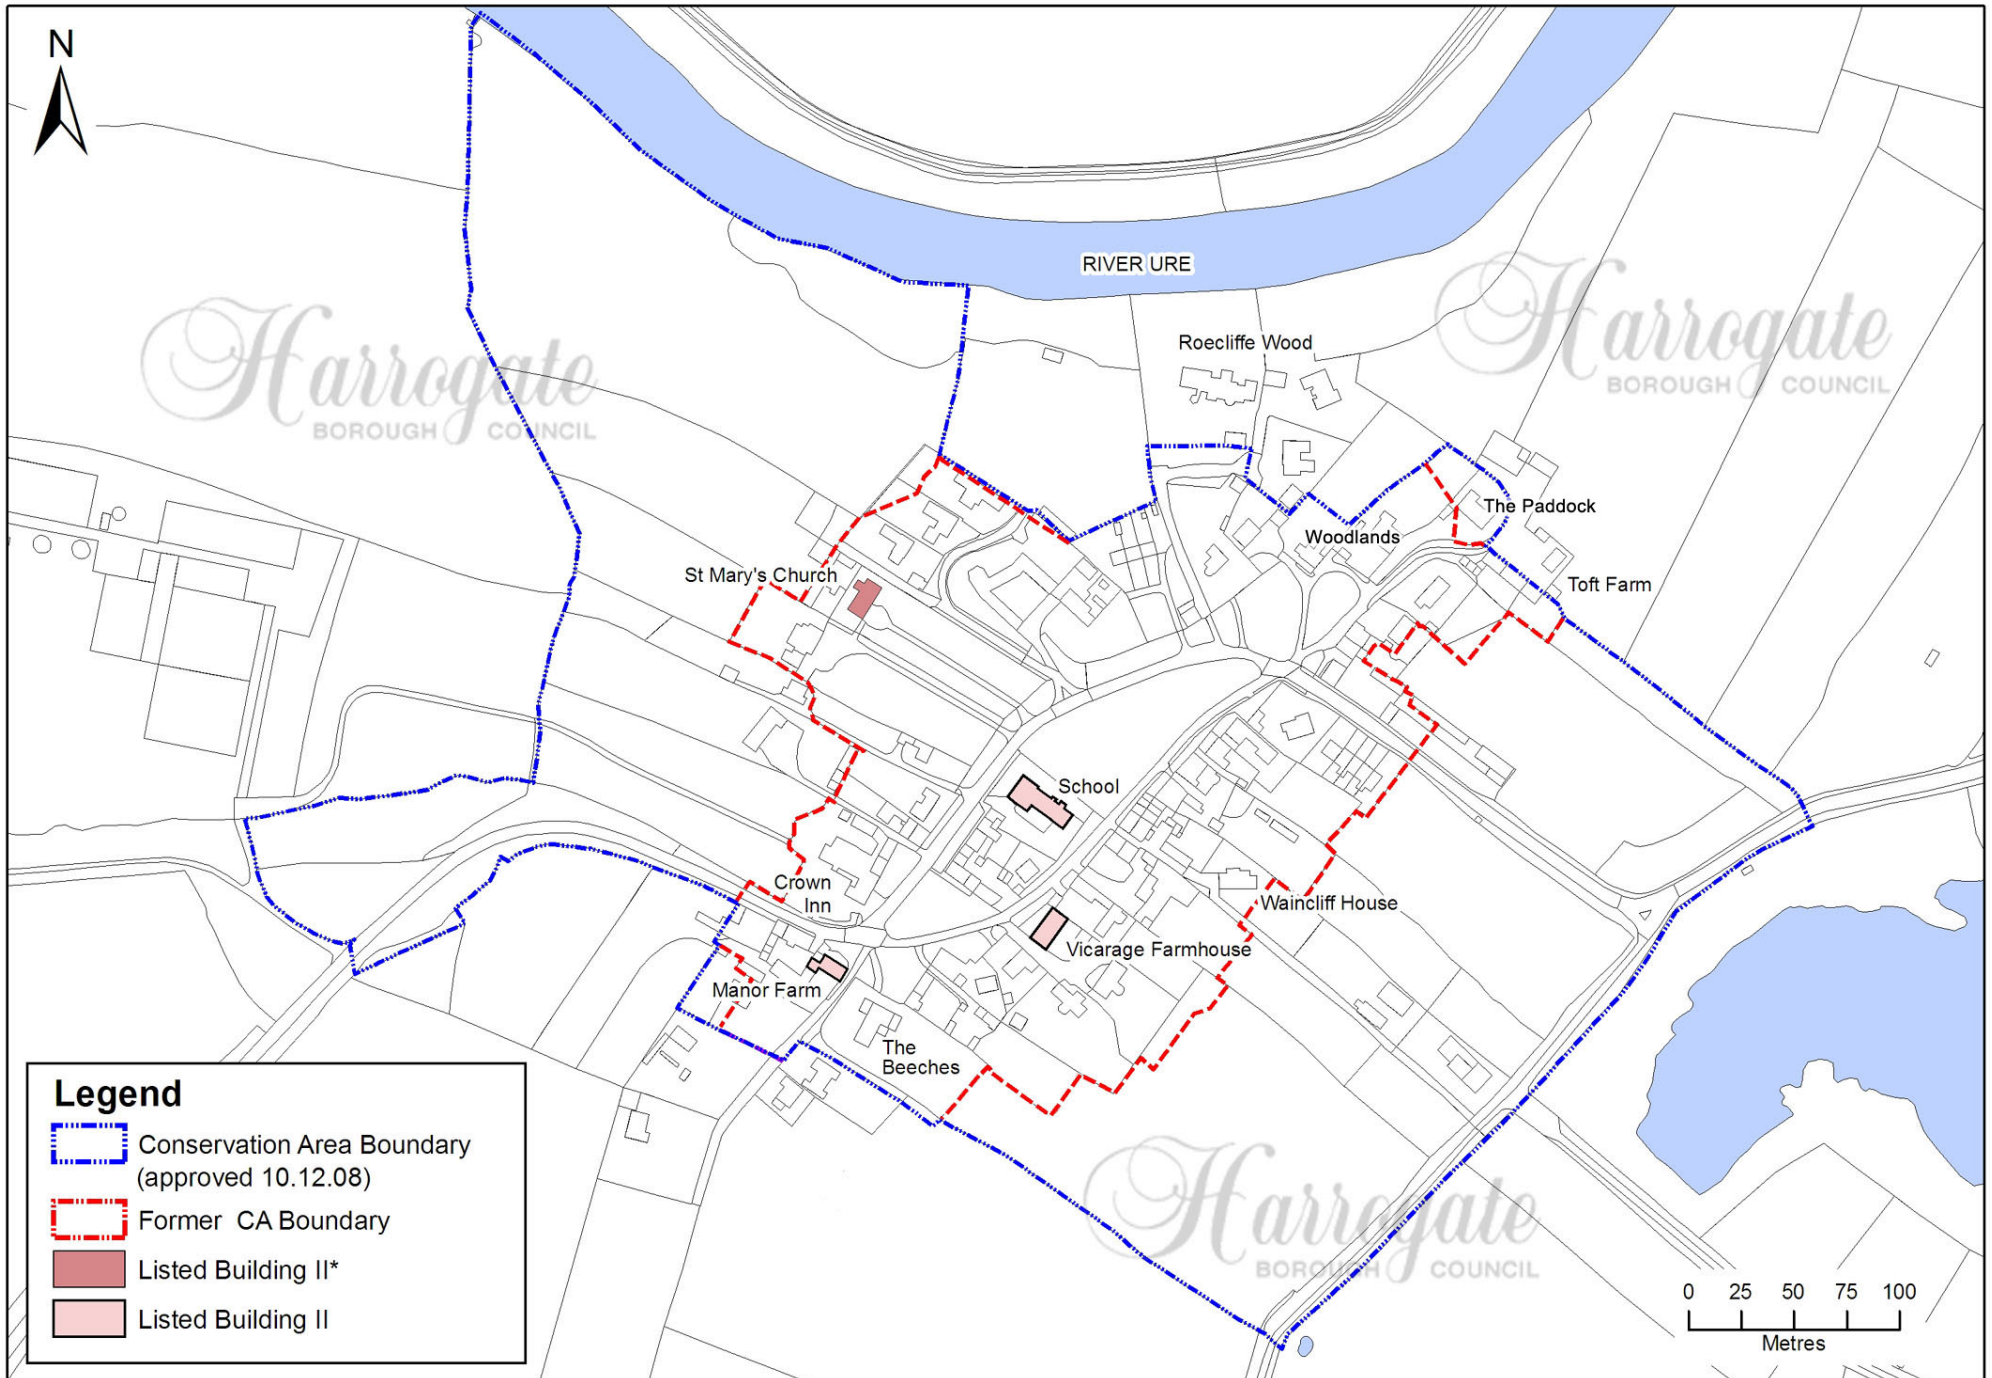 N
RIVER URE
Harrogate
BOROUGH COUNCIL
Harrogate
BOROUGH COUNCIL
Roecliffe Wood
The Paddock
Woodlands
St Mary's Church
Toft Farm
School
Crown
Inn
Waincliff House
Vicarage Farmhouse
Manor Farm
The
Beeches
Harrogate
BOROUGH COUNCIL
Legend
Conservation Area Boundary
(approved 10.12.08)
Former CA Boundary
Listed Building II*
Listed Building II
0 25 50 75 100
Metres